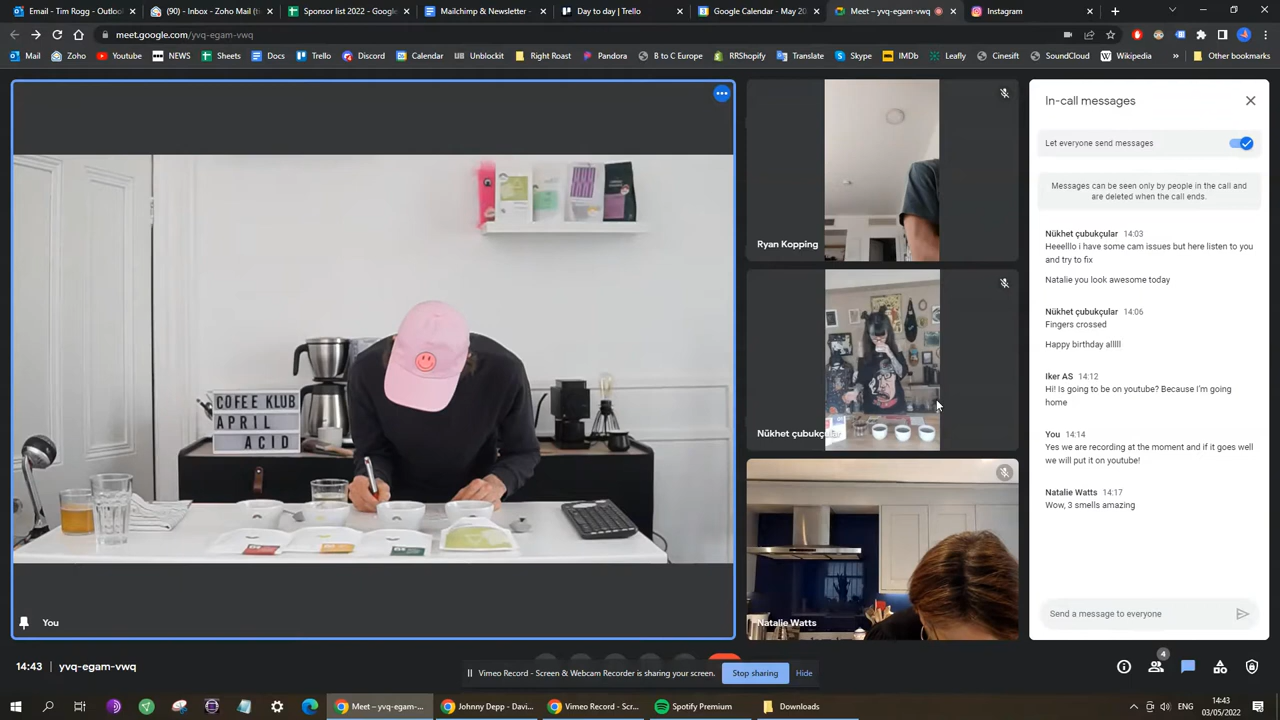 Email - Tim Rogg - Outlook
(90) - Inbox - Zoho Mail (t
Sponsor list 2022 - Google
Mailchimp & Newsletter -
Day to day | Trello
Google Calendar - May 20
Meet – yvq-egam-vwq
Instagram
meet.google.com/yvq-egam-vwq
Mail
Zoho
Youtube
NEWS
Sheets
Docs
Trello
Discord
Calendar
Unblockit
Right Roast
Pandora
B to C Europe
RRShopify
Translate
Skype
IMDb
Leafly
Cinesift
SoundCloud
Wikipedia
»
Other bookmarks
COFEE KLUB
APRIL
ACID
You
Ryan Kopping
Nükhet çubukçular
Natalie Watts
In-call messages
Let everyone send messages
Messages can be seen only by people in the call and
are deleted when the call ends.
Nükhet çubukçular 14:03
Heeelllo i have some cam issues but here listen to you
and try to fix
Natalie you look awesome today
Nükhet çubukçular 14:06
Fingers crossed
Happy birthday alllll
Iker AS 14:12
Hi! Is going to be on youtube? Because I'm going
home
You 14:14
Yes we are recording at the moment and if it goes well
we will put it on youtube!
Natalie Watts 14:17
Wow, 3 smells amazing
Send a message to everyone
14:43 | yvq-egam-vwq
Vimeo Record - Screen & Webcam Recorder is sharing your screen.
Stop sharing
Hide
4
Meet – yvq-egam-...
Johnny Depp - Davi...
Vimeo Record - Scr...
Spotify Premium
Downloads
ENG
14:43
03/05/2022